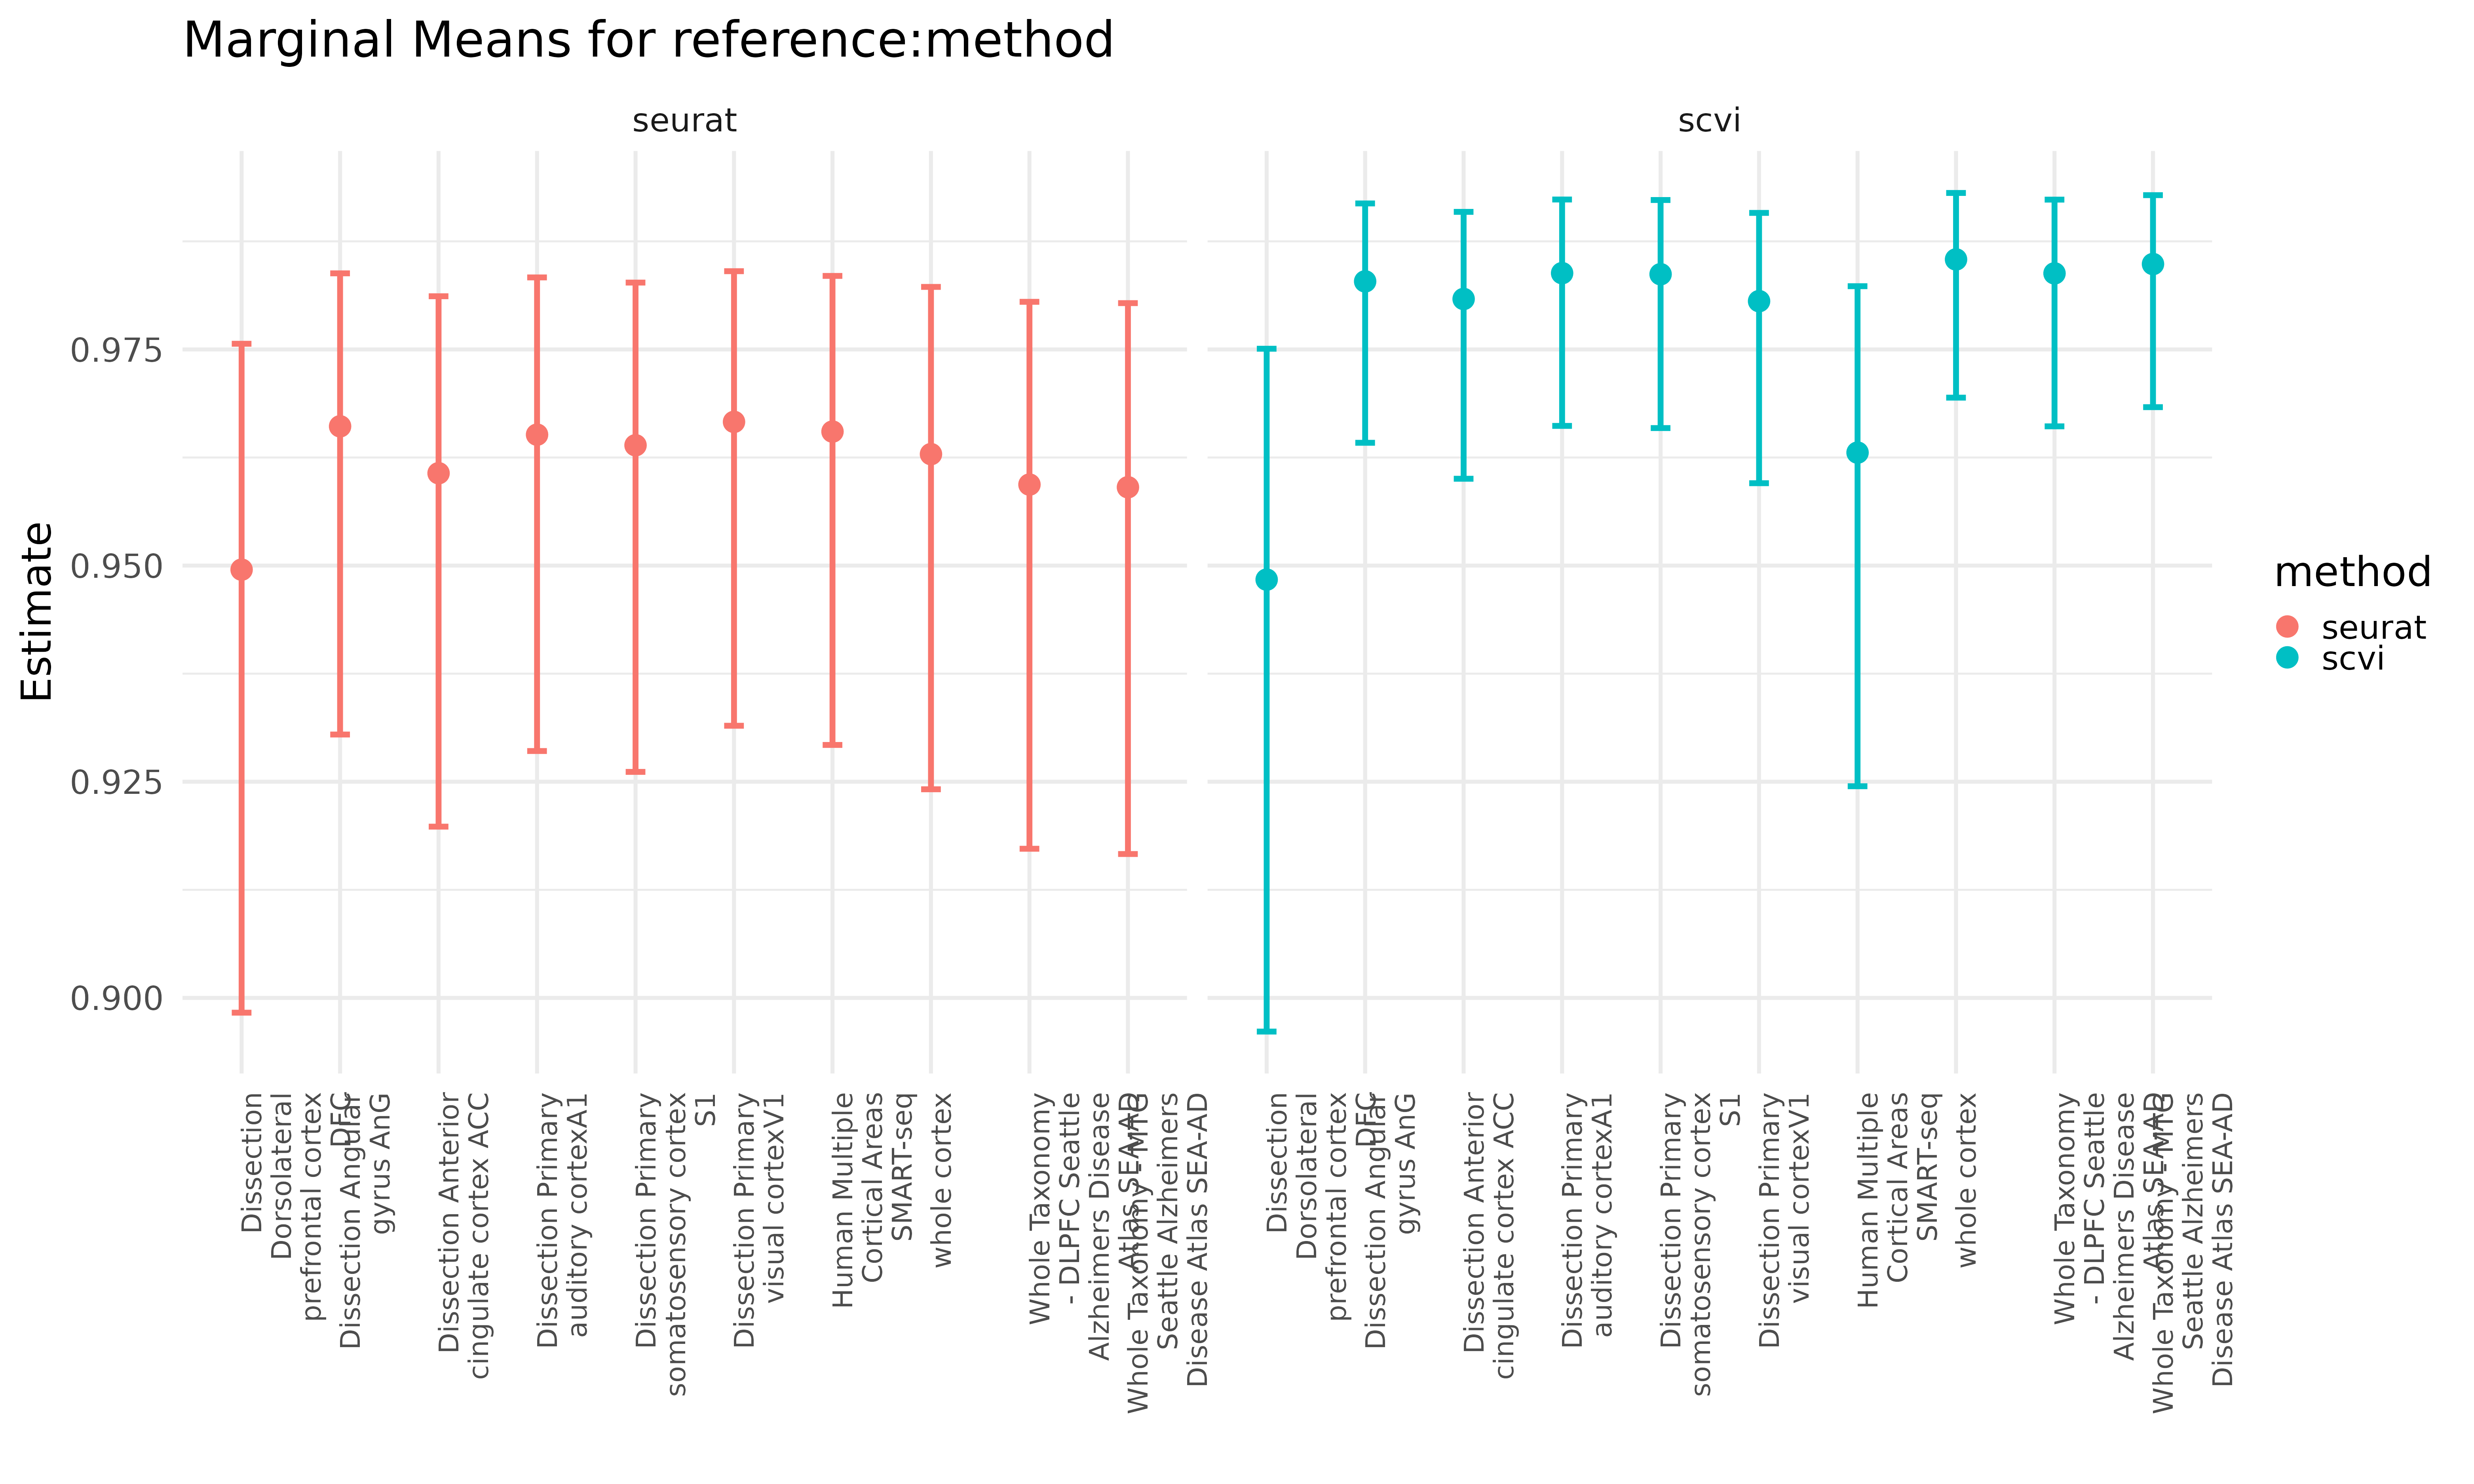 Marginal Means for reference:method
seurat
scvi
Estimate
0.975
0.950
0.925
0.900
Dissection
Dorsolateral
prefrontal cortex
DFC
Dissection Angular
gyrus AnG
Dissection Anterior
cingulate cortex ACC
Dissection Primary
auditory cortexA1
Dissection Primary
somatosensory cortex
S1
Dissection Primary
visual cortexV1
Human Multiple
Cortical Areas
SMART-seq
whole cortex
Whole Taxonomy
- DLPFC Seattle
Alzheimers Disease
Atlas SEA-AD
Whole Taxonomy - MTG
Seattle Alzheimers
Disease Atlas SEA-AD
Dissection
Dorsolateral
prefrontal cortex
DFC
Dissection Angular
gyrus AnG
Dissection Anterior
cingulate cortex ACC
Dissection Primary
auditory cortexA1
Dissection Primary
somatosensory cortex
S1
Dissection Primary
visual cortexV1
Human Multiple
Cortical Areas
SMART-seq
whole cortex
Whole Taxonomy
- DLPFC Seattle
Alzheimers Disease
Atlas SEA-AD
Whole Taxonomy - MTG
Seattle Alzheimers
Disease Atlas SEA-AD
method
seurat
scvi